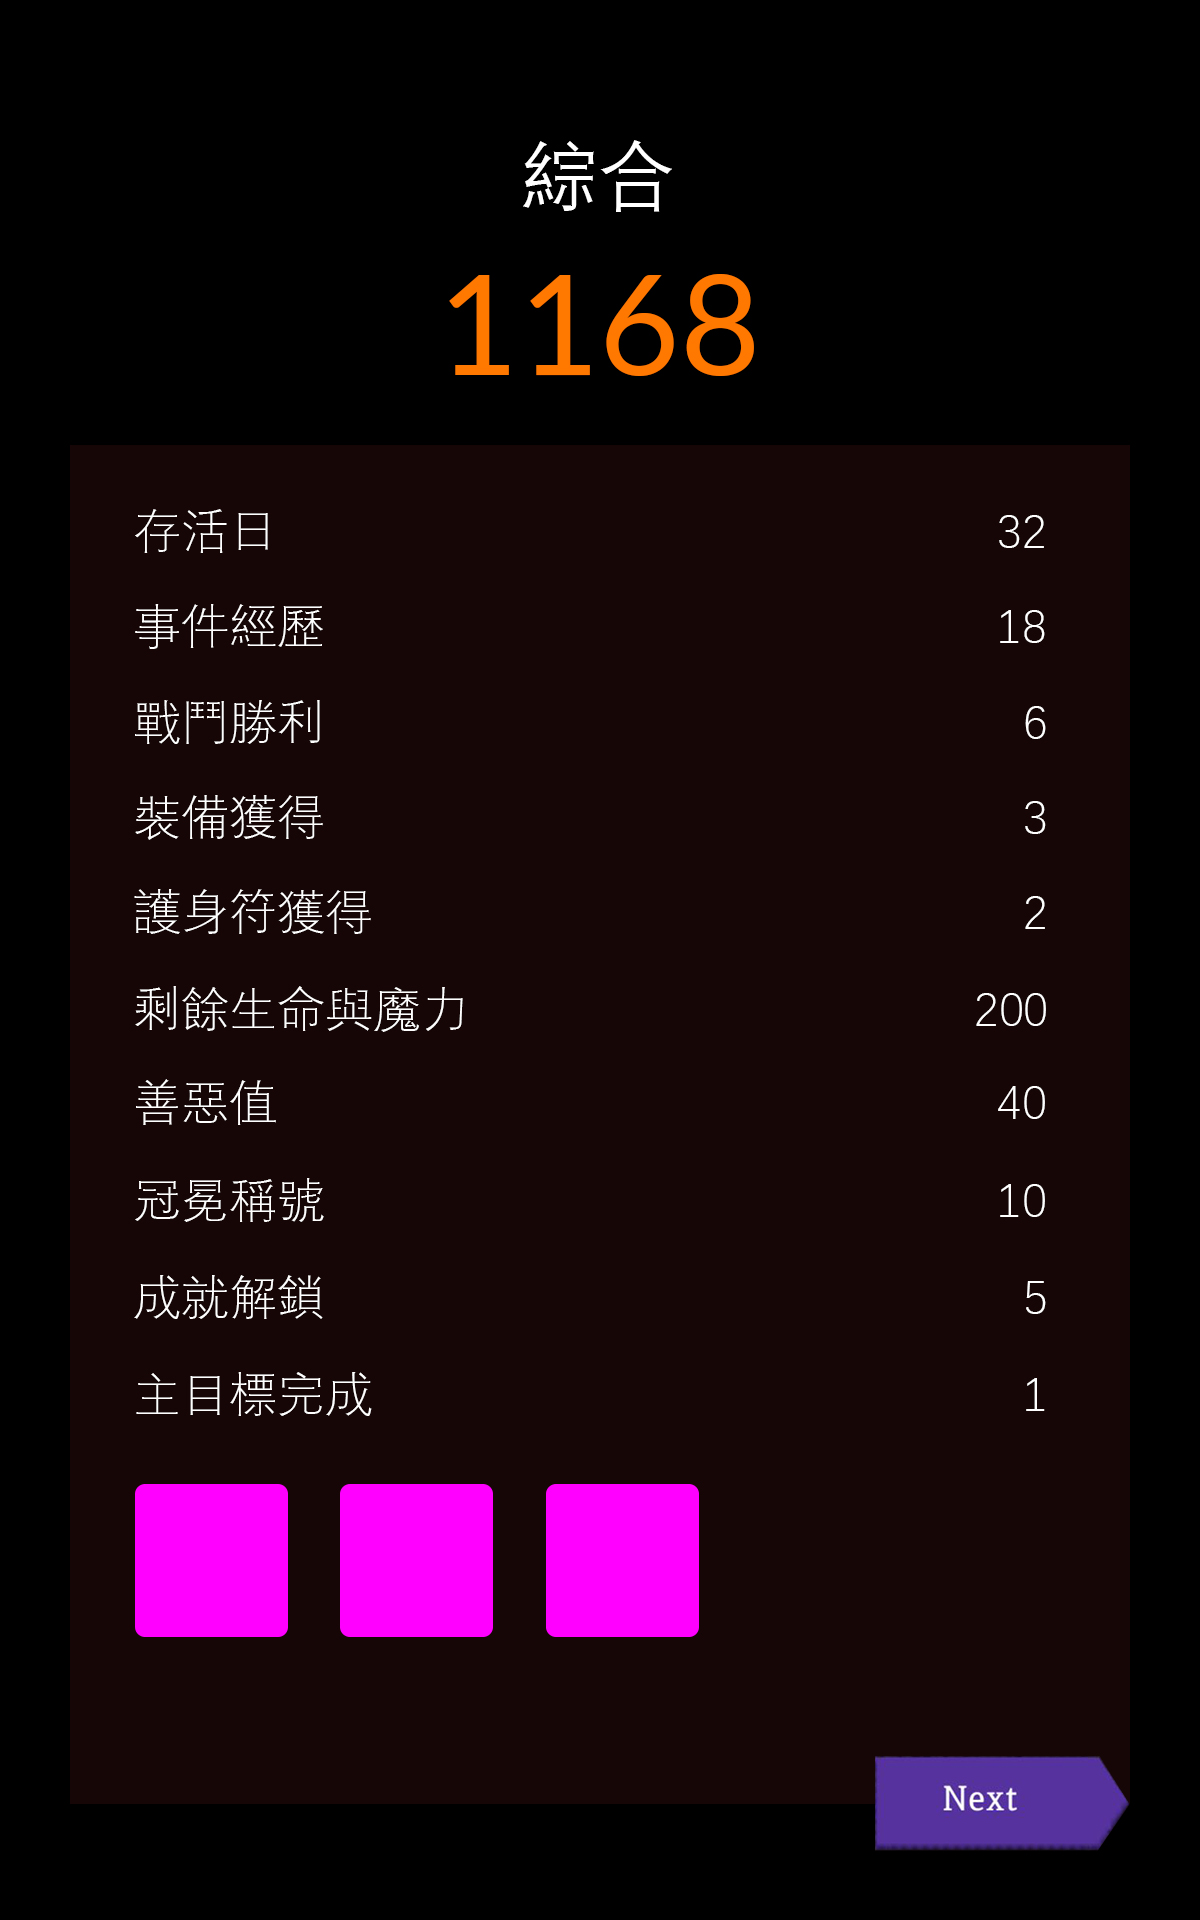 綜合
1168
存活日 32
事件經歷 18
戰鬥勝利 6
裝備獲得 3
護身符獲得 2
剩餘生命與魔力 200
善惡值 40
冠冕稱號 10
成就解鎖 5
主目標完成 1
Next